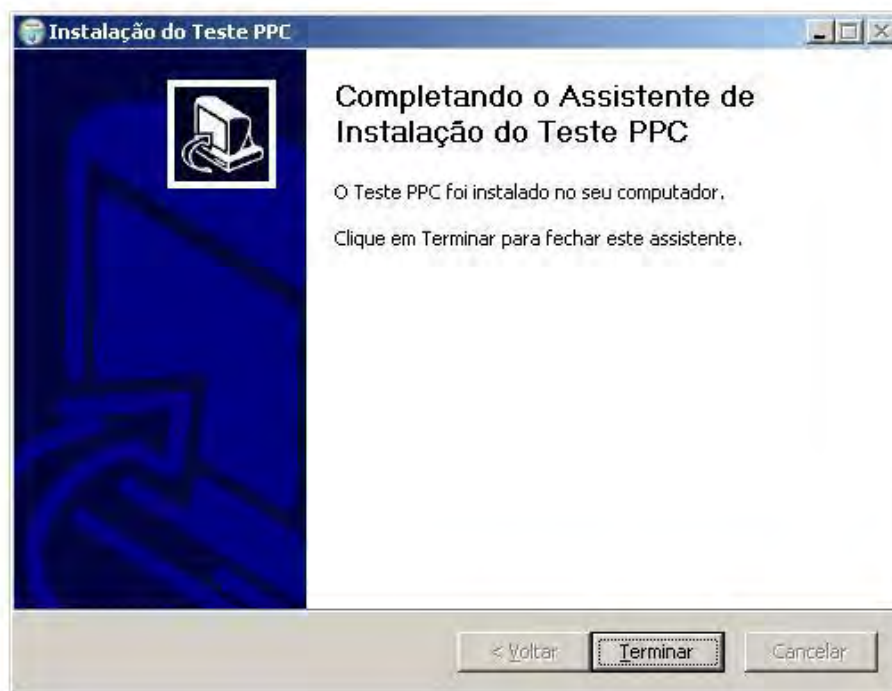 Instalação do Teste PPC
Completando o Assistente de
Instalação do Teste PPC
O Teste PPC foi instalado no seu computador.
Clique em Terminar para fechar este assistente.
< Voltar
Terminar
Cancelar